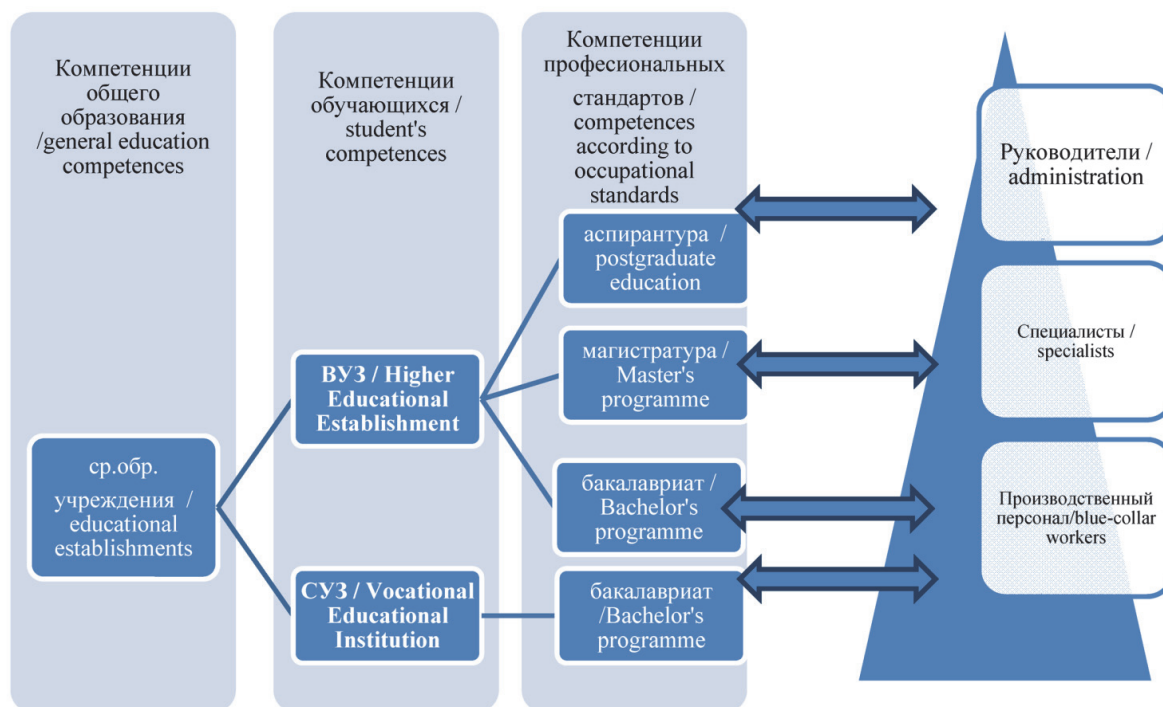 Компетенции
общего
образования
/general education
competences
Компетенции
обучающихся /
student's
competences
Компетенции
професиональных
стандартов /
competences
according to
occupational
standards
ср.обр.
учреждения /
educational
establishments
ВУЗ / Higher
Educational
Establishment
СУЗ / Vocational
Educational
Institution
аспирантура /
postgraduate
education
магистратура /
Master's
programme
бакалавриат /
Bachelor's
programme
бакалавриат
/Bachelor's
programme
Руководители /
administration
Специалисты /
specialists
Производственный
персонал/blue-collar
workers